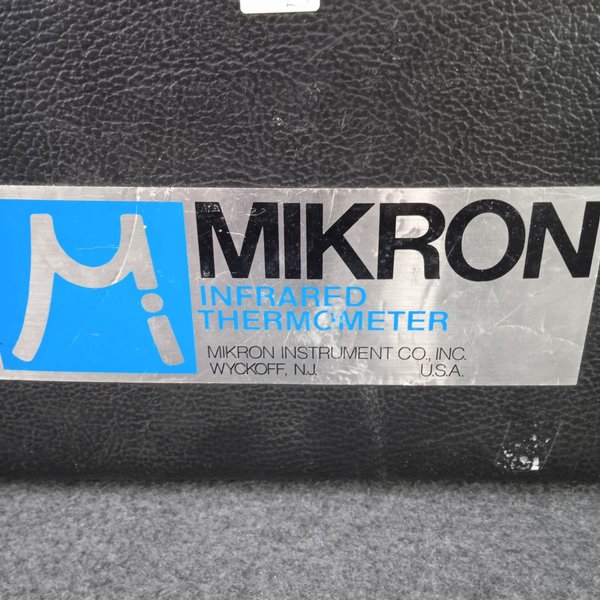 MIKRON
INFRARED
THERMOMETER
MIKRON INSTRUMENT CO., INC.
WYCKOFF, N.J. U.S.A.